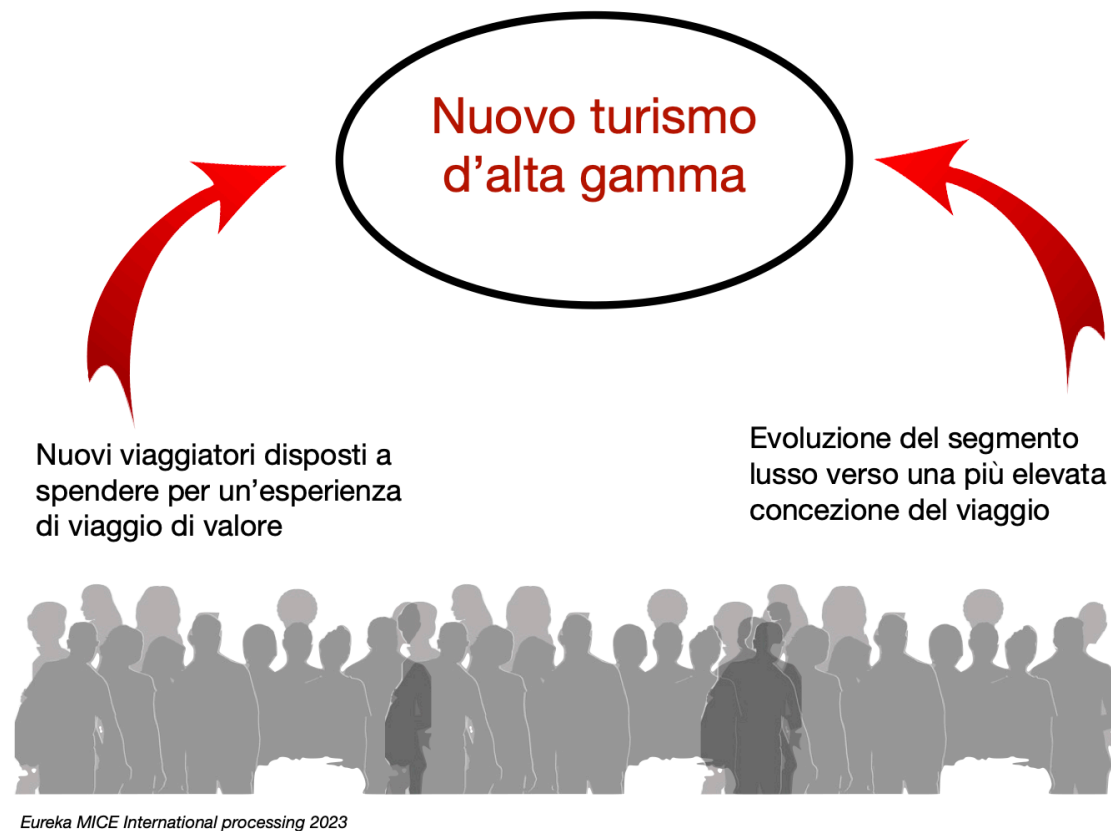 Nuovo turismo
d’alta gamma
Nuovi viaggiatori disposti a
spendere per un’esperienza
di viaggio di valore
Evoluzione del segmento
lusso verso una più elevata
concezione del viaggio
Eureka MICE International processing 2023